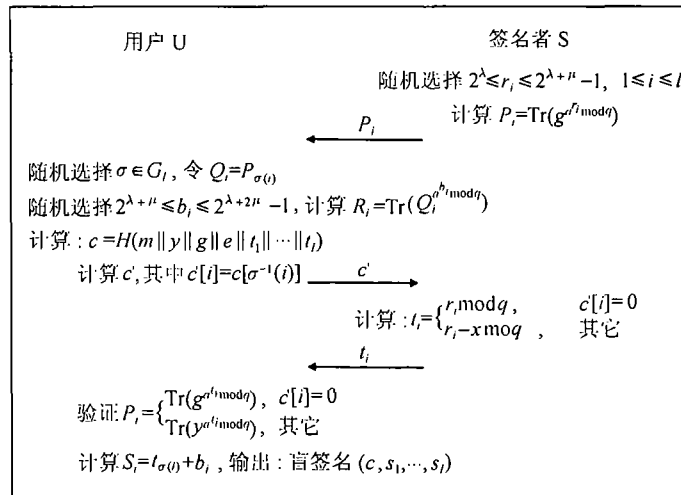 用户 U 签名者 S
随机选择 2^λ≤r_i≤2^{λ+μ}−1, 1≤i≤l
计算 P_i=Tr(g^{a^{r_i} mod q})
P_i
随机选择 σ∈G_l, 令 Q_i=P_{σ(i)}
随机选择 2^{λ+μ}≤b_i≤2^{λ+2μ}−1, 计算 R_i=Tr(Q_i^{a^{b_i} mod q})
计算: c=H(m‖y‖g‖e‖t_1‖⋯‖t_l)
计算 c', 其中 c'[i]=c[σ^{-1}(i)] c'
计算: t_i={r_i mod q, c'[i]=0
r_i−x moq, 其它
t_i
验证 P_i={Tr(g^{a^{t_i} mod q}), c'[i]=0
Tr(y^{a^{t_i} mod q}), 其它
计算 S_i=t_{σ(i)}+b_i, 输出: 盲签名 (c,s_1,⋯,s_l)